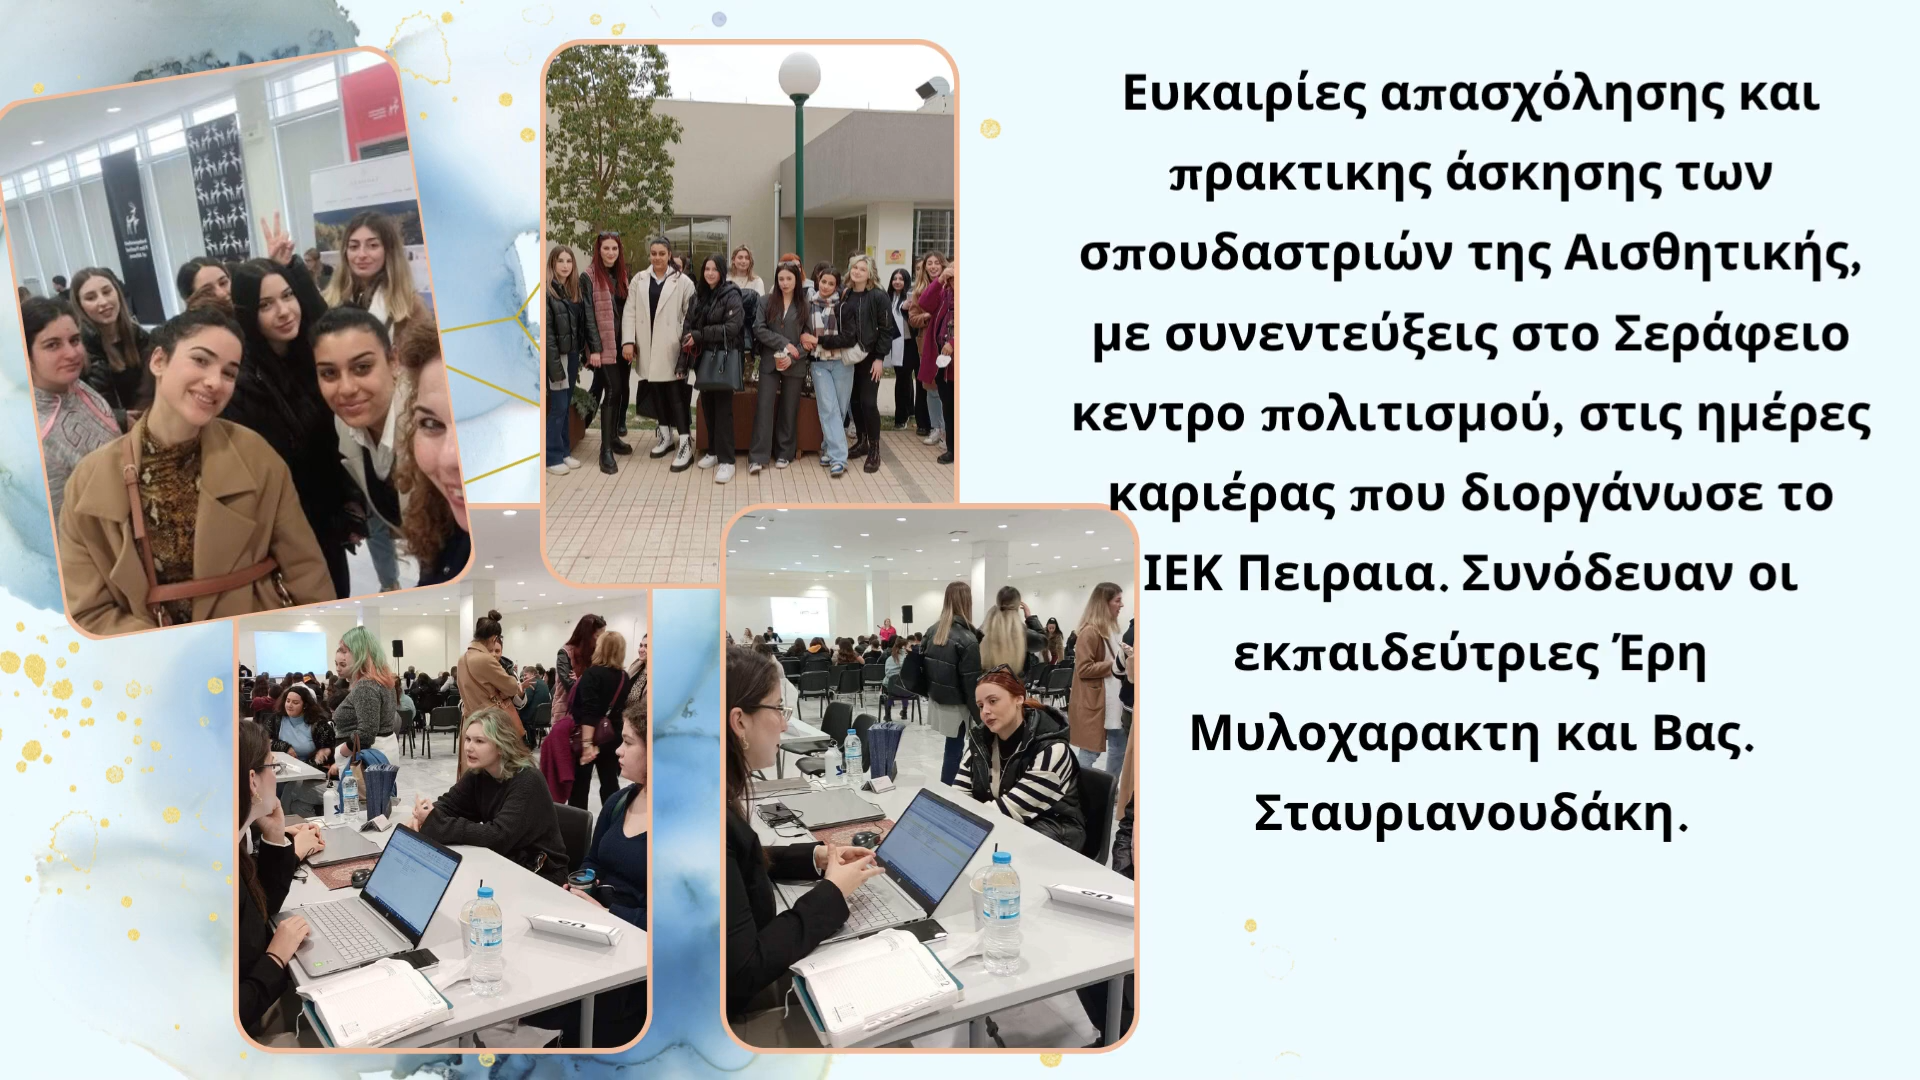 Ευκαιρίες απασχόλησης και
πρακτικης άσκησης των
σπουδαστριών της Αισθητικής,
με συνεντεύξεις στο Σεράφειο
κεντρο πολιτισμού, στις ημέρες
καριέρας που διοργάνωσε το
ΙΕΚ Πειραια. Συνόδευαν οι
εκπαιδεύτριες Έρη
Μυλοχαρακτη και Βας.
Σταυριανουδάκη.